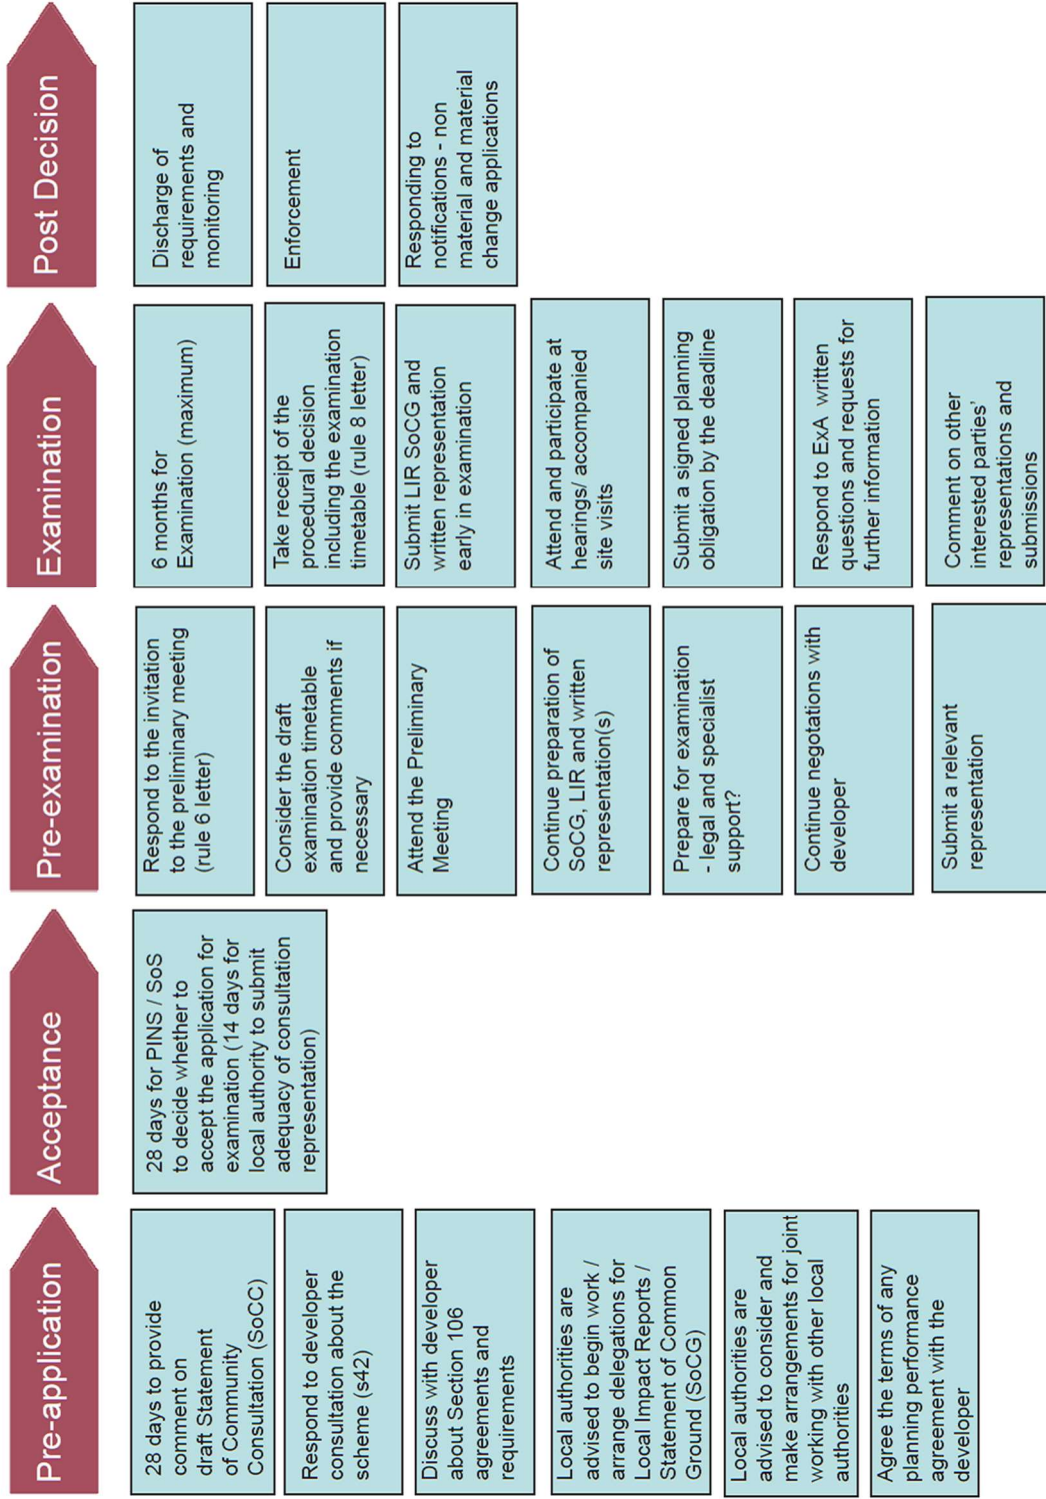 Pre-application
28 days to provide
comment on
draft Statement
of Community
Consultation (SoCC)
Respond to developer
consultation about the
scheme (s42)
Discuss with developer
about Section 106
agreements and
requirements
Local authorities are
advised to begin work /
arrange delegations for
Local Impact Reports /
Statement of Common
Ground (SoCG)
Local authorities are
advised to consider and
make arrangements for joint
working with other local
authorities
Agree the terms of any
planning performance
agreement with the
developer
Acceptance
28 days for PINS / SoS
to decide whether to
accept the application for
examination (14 days for
local authority to submit
adequacy of consultation
representation)
Pre-examination
Respond to the invitation
to the preliminary meeting
(rule 6 letter)
Consider the draft
examination timetable
and provide comments if
necessary
Attend the Preliminary
Meeting
Continue preparation of
SoCG, LIR and written
representation(s)
Prepare for examination
- legal and specialist
support?
Continue negotations with
developer
Submit a relevant
representation
Examination
6 months for
Examination (maximum)
Take receipt of the
procedural decision
including the examination
timetable (rule 8 letter)
Submit LIR SoCG and
written representation
early in examination
Attend and participate at
hearings/ accompanied
site visits
Submit a signed planning
obligation by the deadline
Respond to ExA written
questions and requests for
further information
Comment on other
interested parties'
representations and
submissions
Post Decision
Discharge of
requirements and
monitoring
Enforcement
Responding to
notifications - non
material and material
change applications